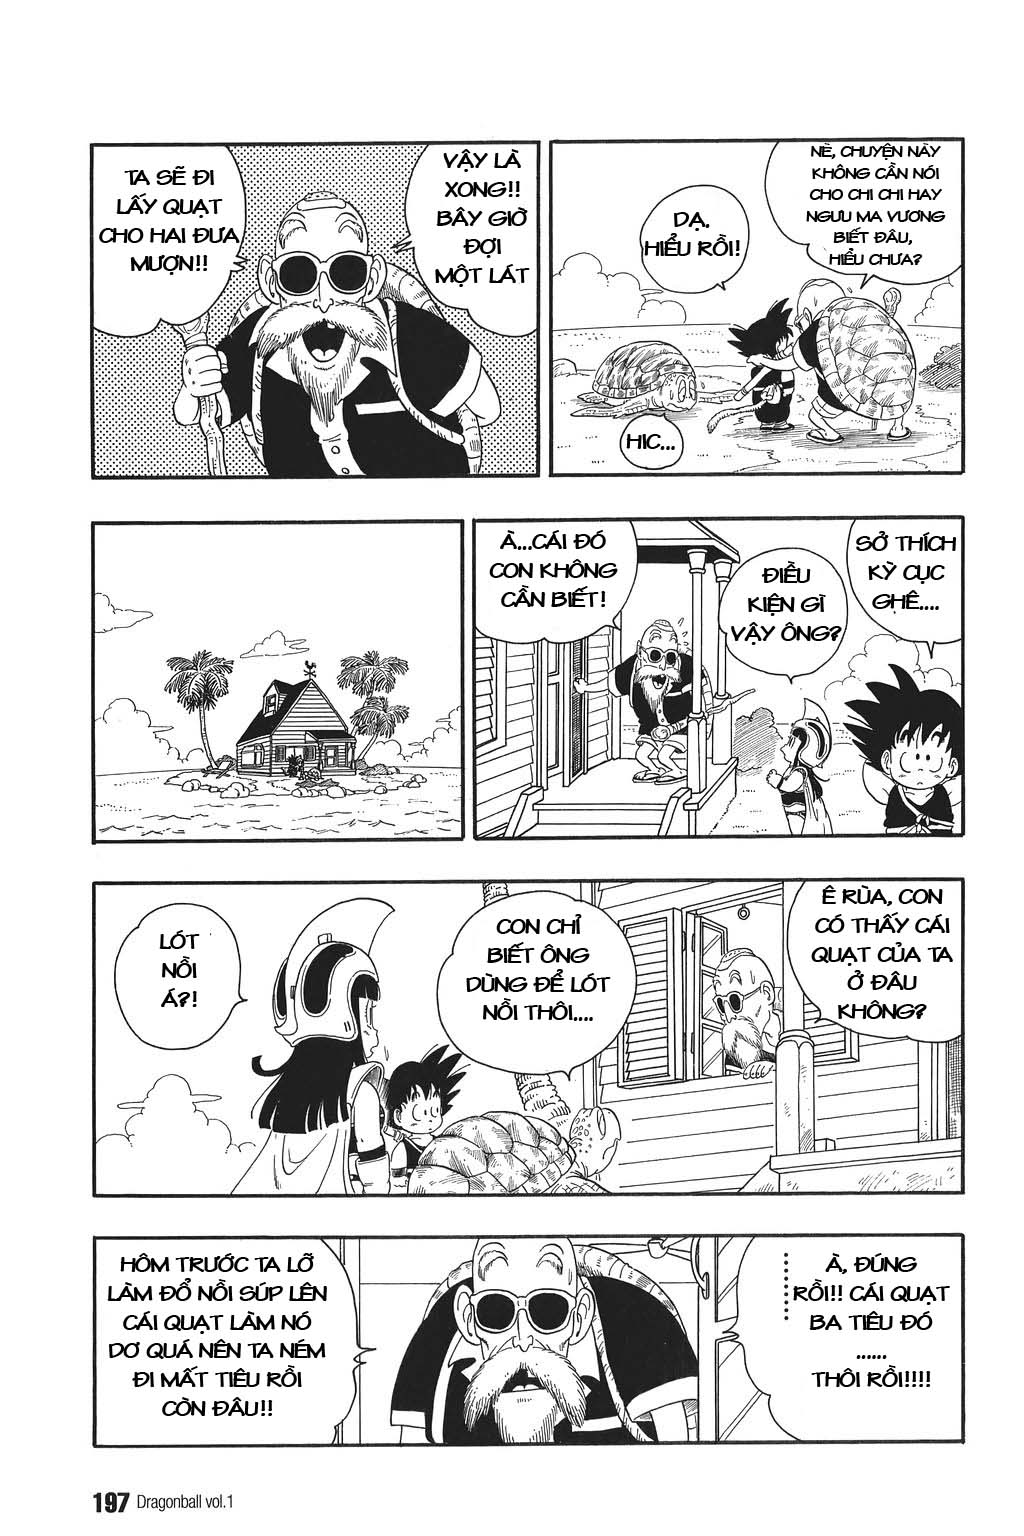 NÈ, CHUYỆN NÀY
KHÔNG CẦN NÓI
CHO CHI CHI HAY
NGƯU MA VƯƠNG
BIẾT ĐÂU,
HIỂU CHƯA?
DẠ,
HIỂU RỒI!
HIC...
VẬY LÀ
XONG!!
BÂY GIỜ
ĐỢI
MỘT LÁT
TA SẼ ĐI
LẤY QUẠT
CHO HAI ĐƯA
MƯỢN!!
SỞ THÍCH
KỲ CỤC
GHÊ....
ĐIỀU
KIỆN GÌ
VẬY ÔNG?
À...CÁI ĐÓ
CON KHÔNG
CẦN BIẾT!
Ê RÙA, CON
CÓ THẤY CÁI
QUẠT CỦA TA
Ở ĐÂU
KHÔNG?
CON CHỈ
BIẾT ÔNG
DÙNG ĐỂ LÓT
NỒI THÔI....
LÓT
NỒI
Á?!
À, ĐÚNG
RỒI!! CÁI QUẠT
BA TIÊU ĐÓ
......
THÔI RỒI!!!!
HÔM TRƯỚC TA LỠ
LÀM ĐỔ NỒI SÚP LÊN
CÁI QUẠT LÀM NÓ
DƠ QUÁ NÊN TA NÉM
ĐI MẤT TIÊU RỒI
CÒN ĐÂU!!
197 Dragonball vol.1